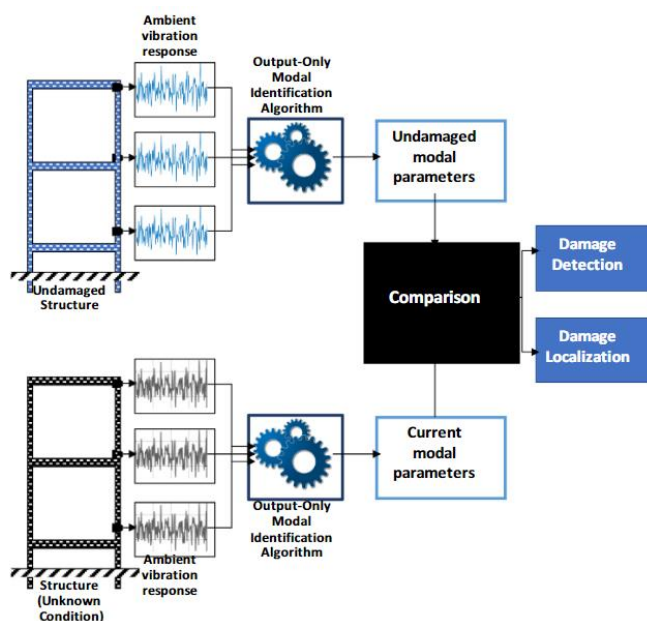 Ambient
vibration
response
Output-Only
Modal
Identification
Algorithm
Undamaged
modal
parameters
Undamaged
Structure
Comparison
Damage
Detection
Damage
Localization
Current
modal
parameters
Output-Only
Modal
Identification
Algorithm
Ambient
vibration
response
Structure
(Unknown
Condition)